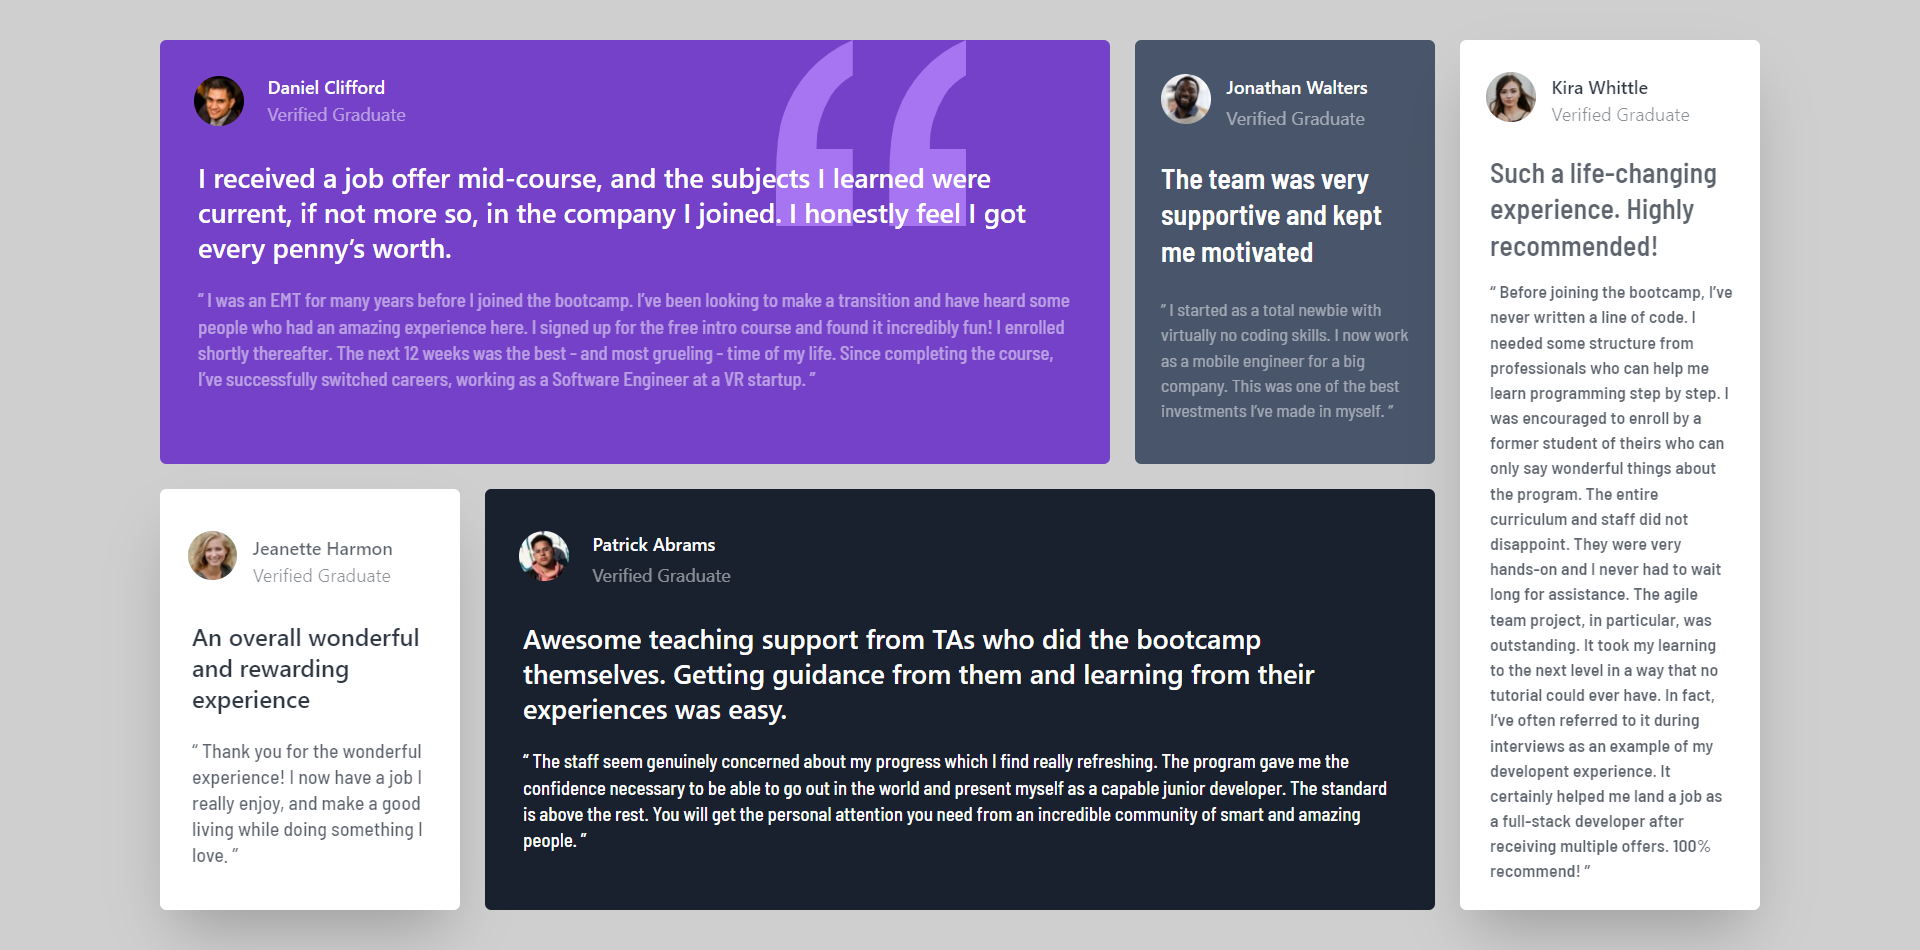 Daniel Clifford
Verified Graduate
I received a job offer mid-course, and the subjects I learned were
current, if not more so, in the company I joined. I honestly feel I got
every penny’s worth.
“ I was an EMT for many years before I joined the bootcamp. I’ve been looking to make a transition and have heard some
people who had an amazing experience here. I signed up for the free intro course and found it incredibly fun! I enrolled
shortly thereafter. The next 12 weeks was the best - and most grueling - time of my life. Since completing the course,
I’ve successfully switched careers, working as a Software Engineer at a VR startup. ”
Jonathan Walters
Verified Graduate
The team was very
supportive and kept
me motivated
“ I started as a total newbie with
virtually no coding skills. I now work
as a mobile engineer for a big
company. This was one of the best
investments I’ve made in myself. ”
Kira Whittle
Verified Graduate
Such a life-changing
experience. Highly
recommended!
“ Before joining the bootcamp, I’ve
never written a line of code. I
needed some structure from
professionals who can help me
learn programming step by step. I
was encouraged to enroll by a
former student of theirs who can
only say wonderful things about
the program. The entire
curriculum and staff did not
disappoint. They were very
hands-on and I never had to wait
long for assistance. The agile
team project, in particular, was
outstanding. It took my learning
to the next level in a way that no
tutorial could ever have. In fact,
I’ve often referred to it during
interviews as an example of my
developent experience. It
certainly helped me land a job as
a full-stack developer after
receiving multiple offers. 100%
recommend! ”
Jeanette Harmon
Verified Graduate
An overall wonderful
and rewarding
experience
“ Thank you for the wonderful
experience! I now have a job I
really enjoy, and make a good
living while doing something I
love. ”
Patrick Abrams
Verified Graduate
Awesome teaching support from TAs who did the bootcamp
themselves. Getting guidance from them and learning from their
experiences was easy.
“ The staff seem genuinely concerned about my progress which I find really refreshing. The program gave me the
confidence necessary to be able to go out in the world and present myself as a capable junior developer. The standard
is above the rest. You will get the personal attention you need from an incredible community of smart and amazing
people. ”